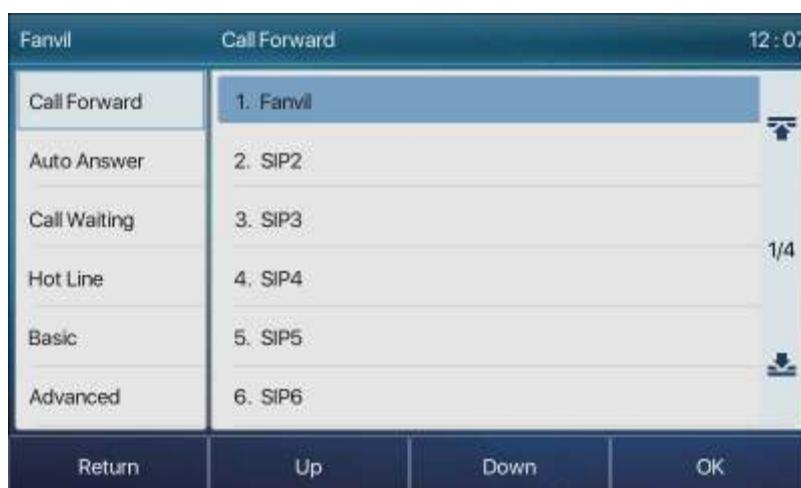 Fanvil Call Forward 12:07
Call Forward
Auto Answer
Call Waiting
Hot Line
Basic
Advanced
1. Fanvil
2. SIP2
3. SIP3
4. SIP4
5. SIP5
6. SIP6
1/4
Return Up Down OK